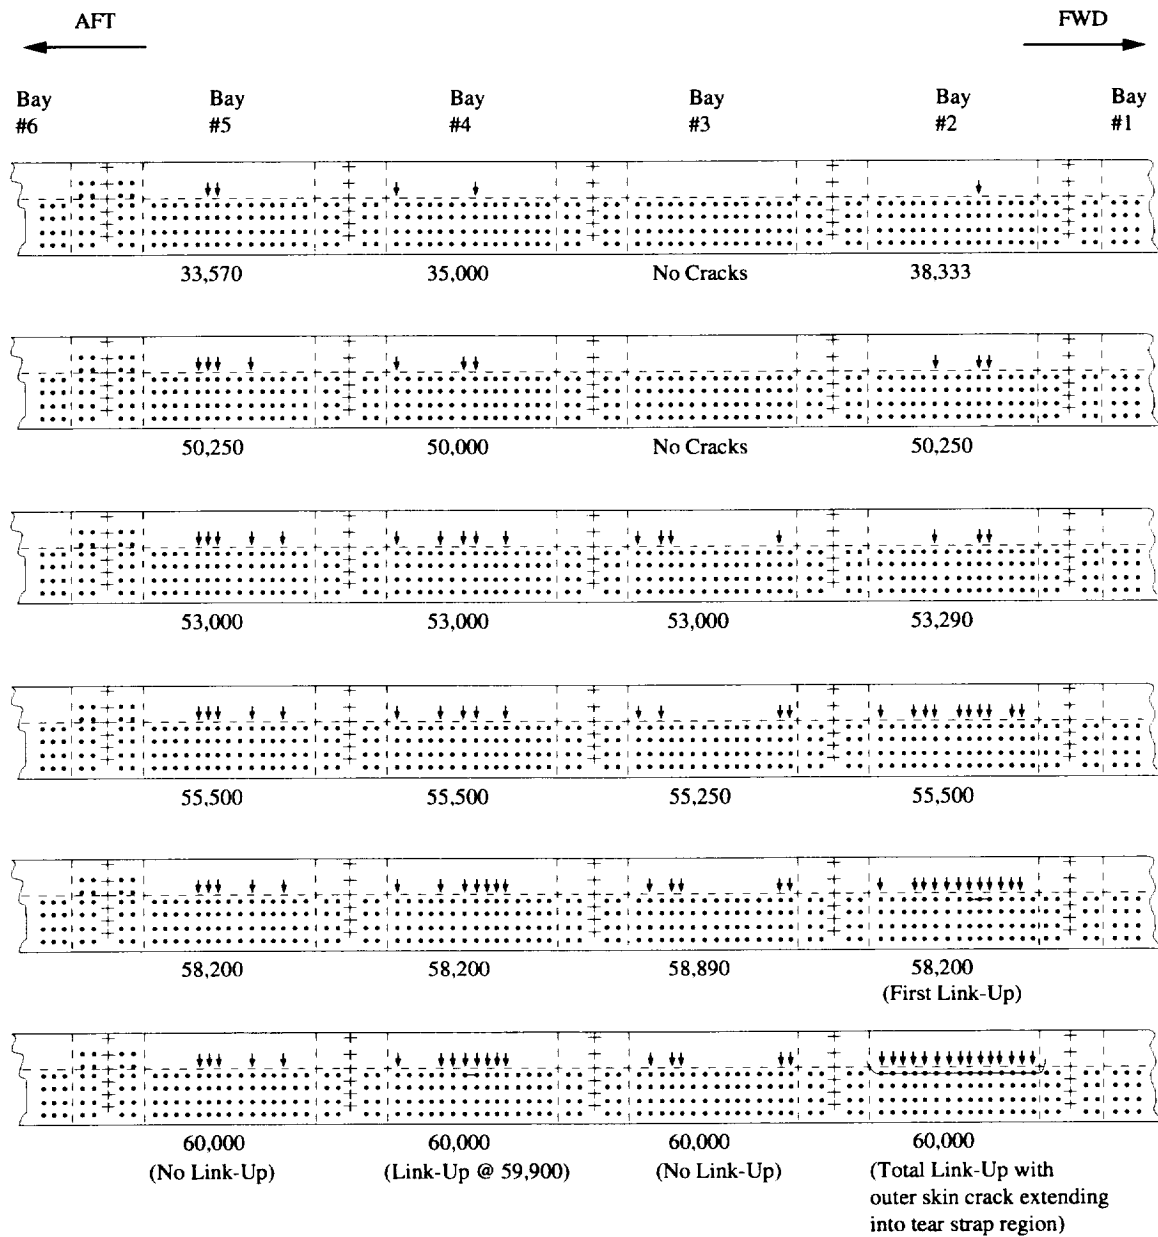 AFT FWD
Bay Bay Bay Bay Bay Bay
#6 #5 #4 #3 #2 #1
33,570 35,000 No Cracks 38,333
50,250 50,000 No Cracks 50,250
53,000 53,000 53,000 53,290
55,500 55,500 55,250 55,500
58,200 58,200 58,890 58,200
(First Link-Up)
60,000 60,000 60,000 60,000
(No Link-Up) (Link-Up @ 59,900) (No Link-Up) (Total Link-Up with
outer skin crack extending
into tear strap region)